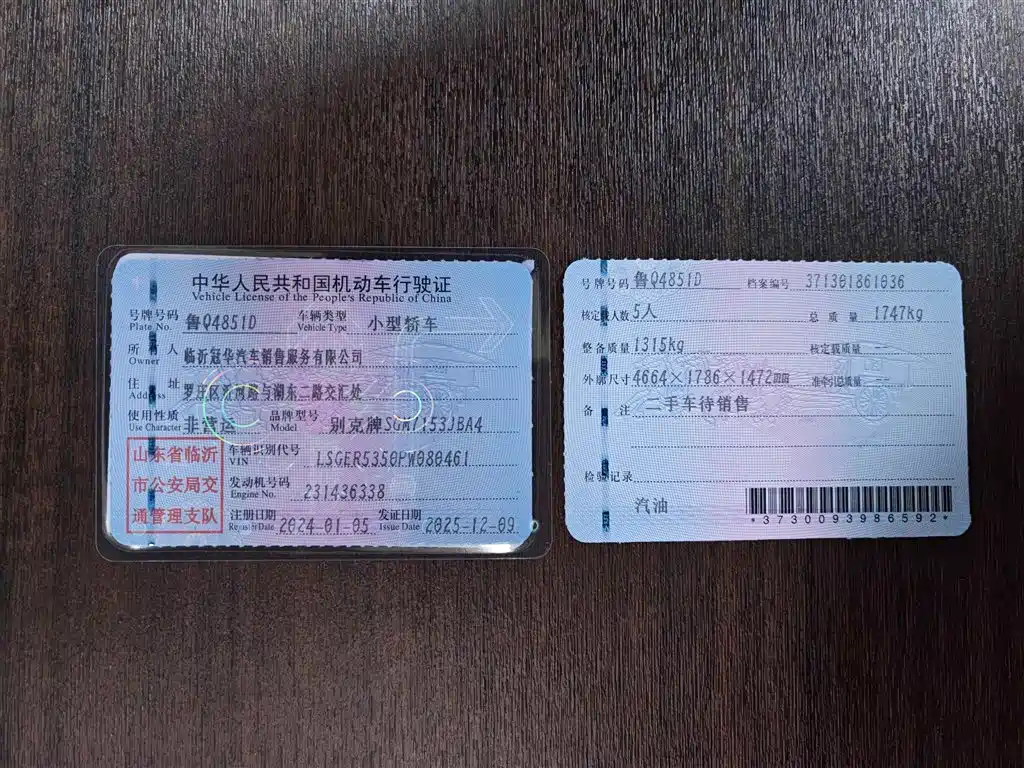 中华人民共和国机动车行驶证
Vehicle License of the People's Republic of China
号牌号码 鲁Q4851D 车辆类型 小型轿车
Plate No. Vehicle Type
所有人 临沂冠华汽车销售服务有限公司
Owner
住址 罗庄区沂河路与湖东二路交汇处
Address
使用性质 非营运 品牌型号 别克牌SGM7153JBA4
Use Character Model
山东省临沂
市公安局交
通管理支队
车辆识别代号 LSGER5350PW080461
VIN
发动机号码 231436338
Engine No.
注册日期 2024-01-05 发证日期 2025-12-09
Register Date Issue Date
号牌号码 鲁Q4851D 档案编号 371301861036
核定载人数 5人 总质量 1747kg
整备质量 1315kg 核定载质量 --
外廓尺寸 4664×1786×1472mm 准牵引总质量 --
备注 二手车待销售
检验记录
汽油
*3730093986592*